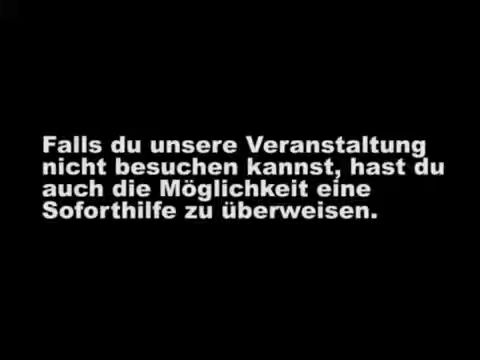 Falls du unsere Veranstaltung
nicht besuchen kannst, hast du
auch die Möglichkeit eine
Soforthilfe zu überweisen.